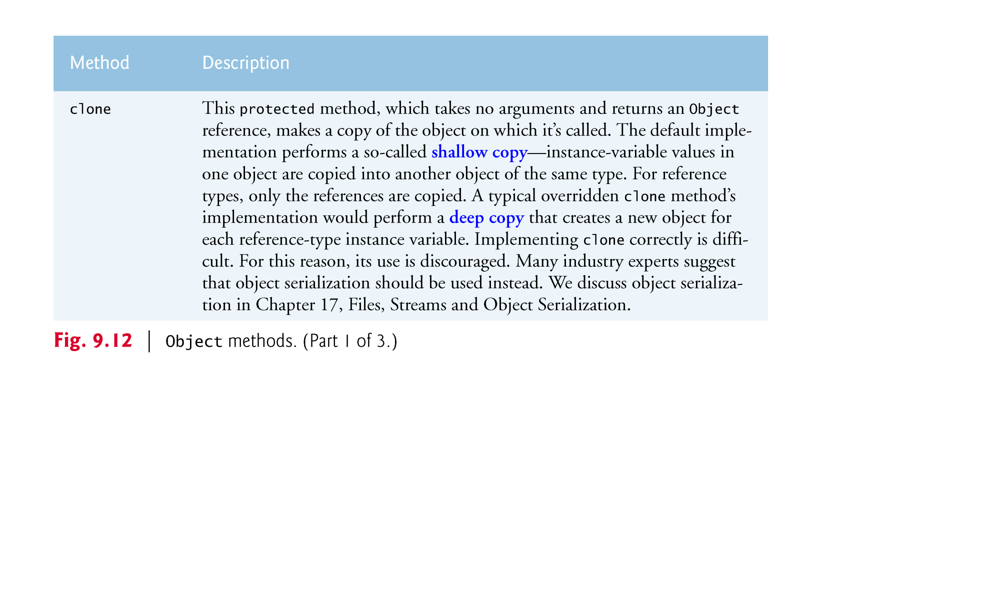 Method Description
clone This protected method, which takes no arguments and returns an Object
reference, makes a copy of the object on which it’s called. The default imple-
mentation performs a so-called shallow copy—instance-variable values in
one object are copied into another object of the same type. For reference
types, only the references are copied. A typical overridden clone method’s
implementation would perform a deep copy that creates a new object for
each reference-type instance variable. Implementing clone correctly is diffi-
cult. For this reason, its use is discouraged. Many industry experts suggest
that object serialization should be used instead. We discuss object serializa-
tion in Chapter 17, Files, Streams and Object Serialization.
Fig. 9.12 | Object methods. (Part 1 of 3.)